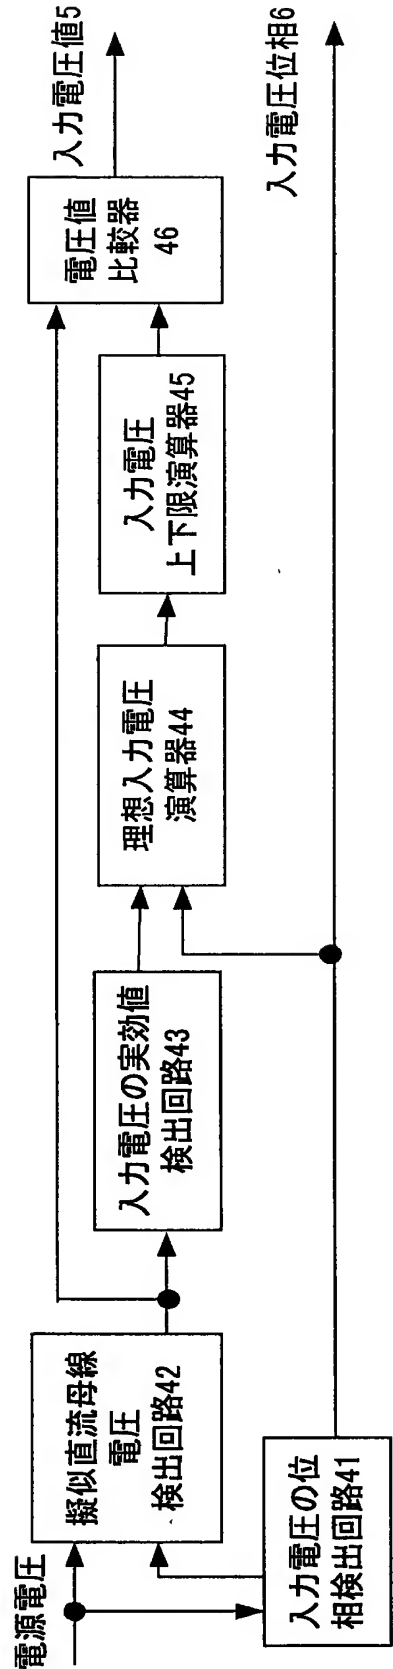 電源電圧
擬似直流母線
電圧
検出回路42
入力電圧の位
相検出回路41
入力電圧の実効値
検出回路43
理想入力電圧
演算器44
入力電圧
上下限演算器45
電圧値
比較器
46
入力電圧値5
入力電圧位相6